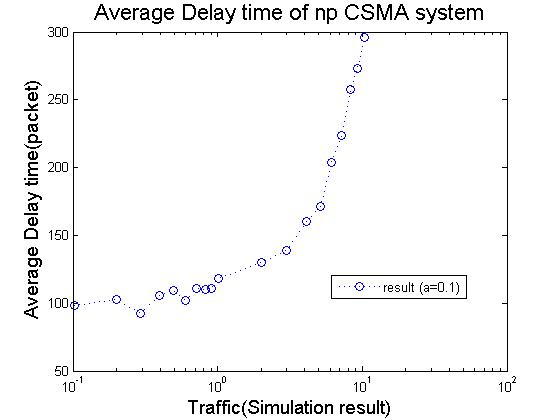 Average Delay time of np CSMA system
Average Delay time(packet)
300
250
200
150
100
50
10^-1
10^0
10^1
10^2
result (a=0.1)
Traffic(Simulation result)